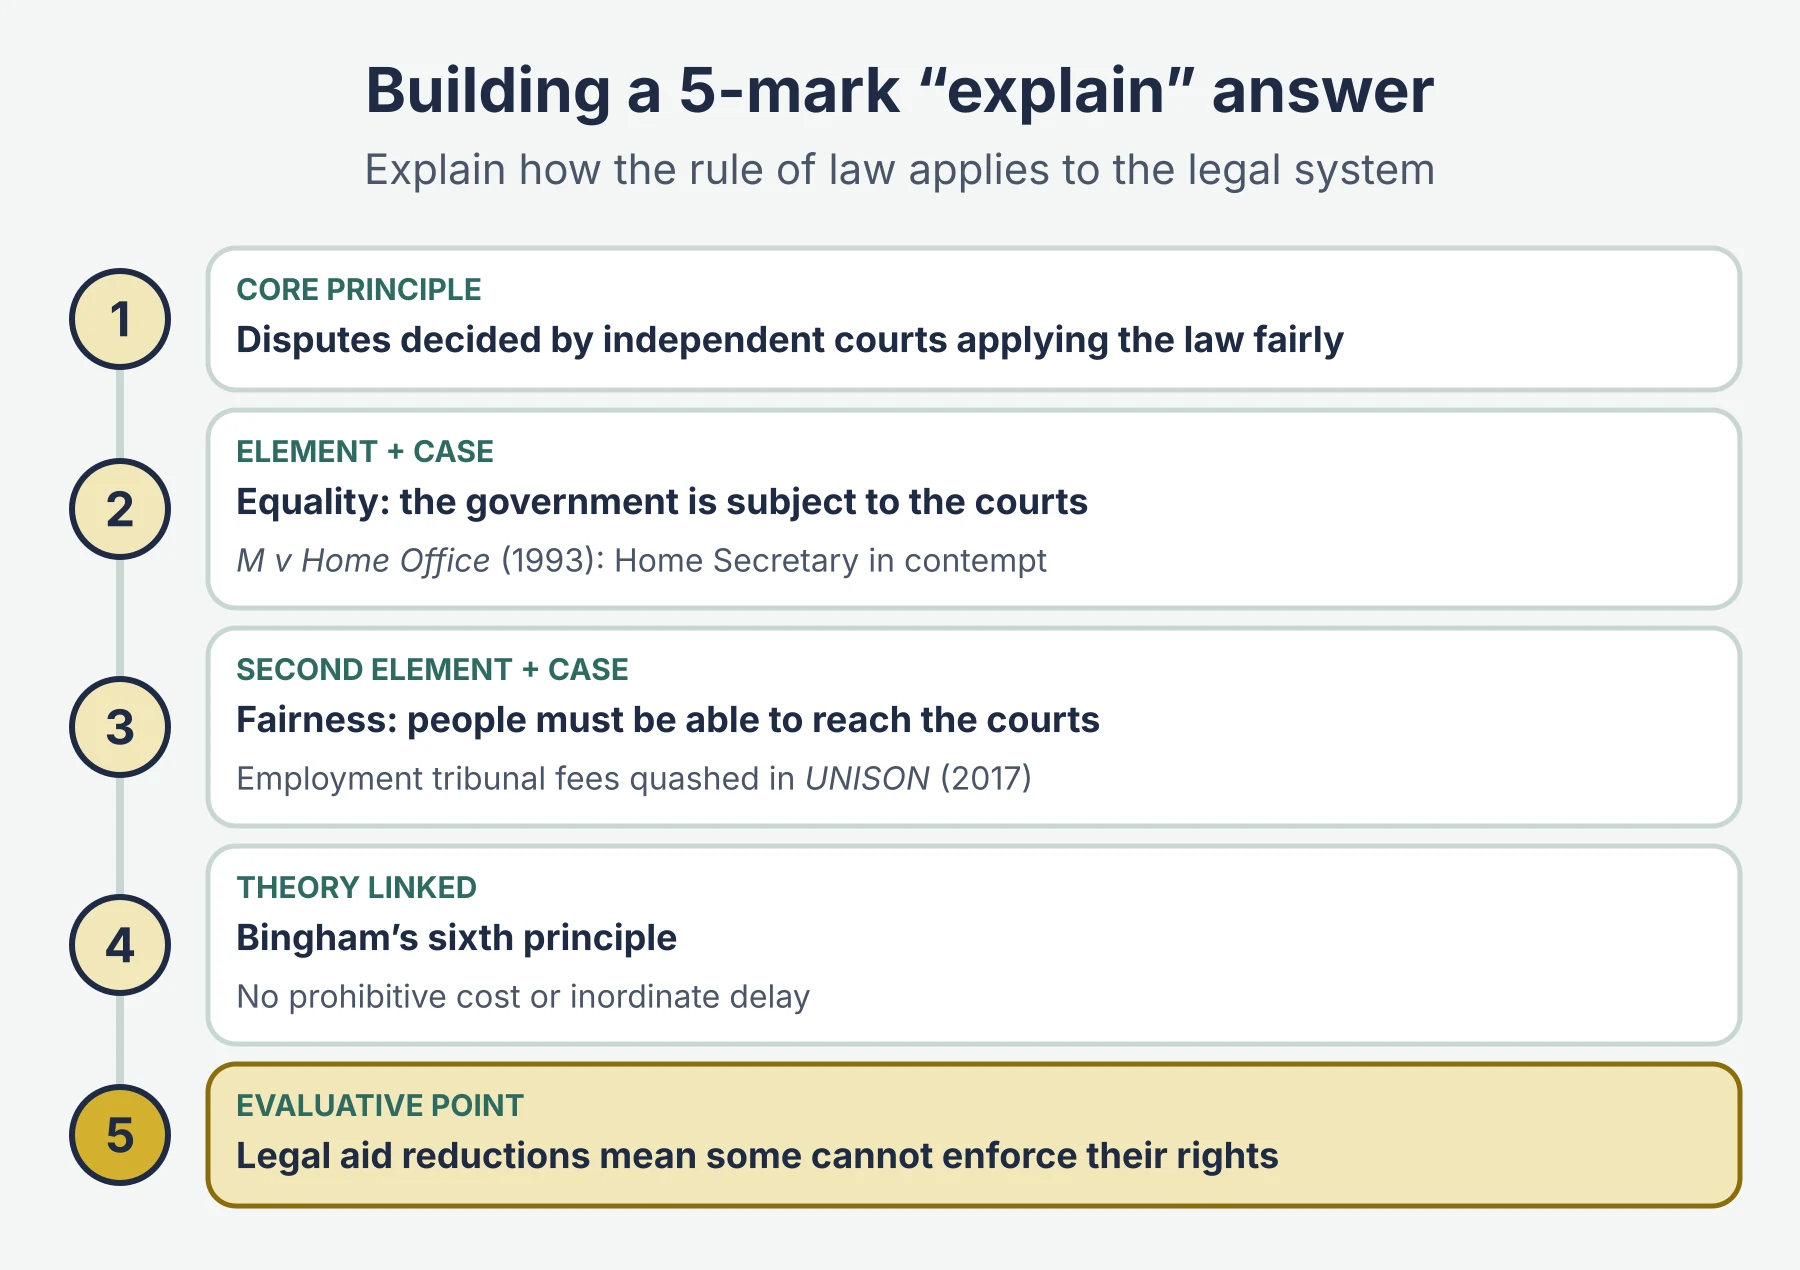 Building a 5-mark “explain” answer
Explain how the rule of law applies to the legal system
1
CORE PRINCIPLE
Disputes decided by independent courts applying the law fairly
2
ELEMENT + CASE
Equality: the government is subject to the courts
M v Home Office (1993): Home Secretary in contempt
3
SECOND ELEMENT + CASE
Fairness: people must be able to reach the courts
Employment tribunal fees quashed in UNISON (2017)
4
THEORY LINKED
Bingham’s sixth principle
No prohibitive cost or inordinate delay
5
EVALUATIVE POINT
Legal aid reductions mean some cannot enforce their rights